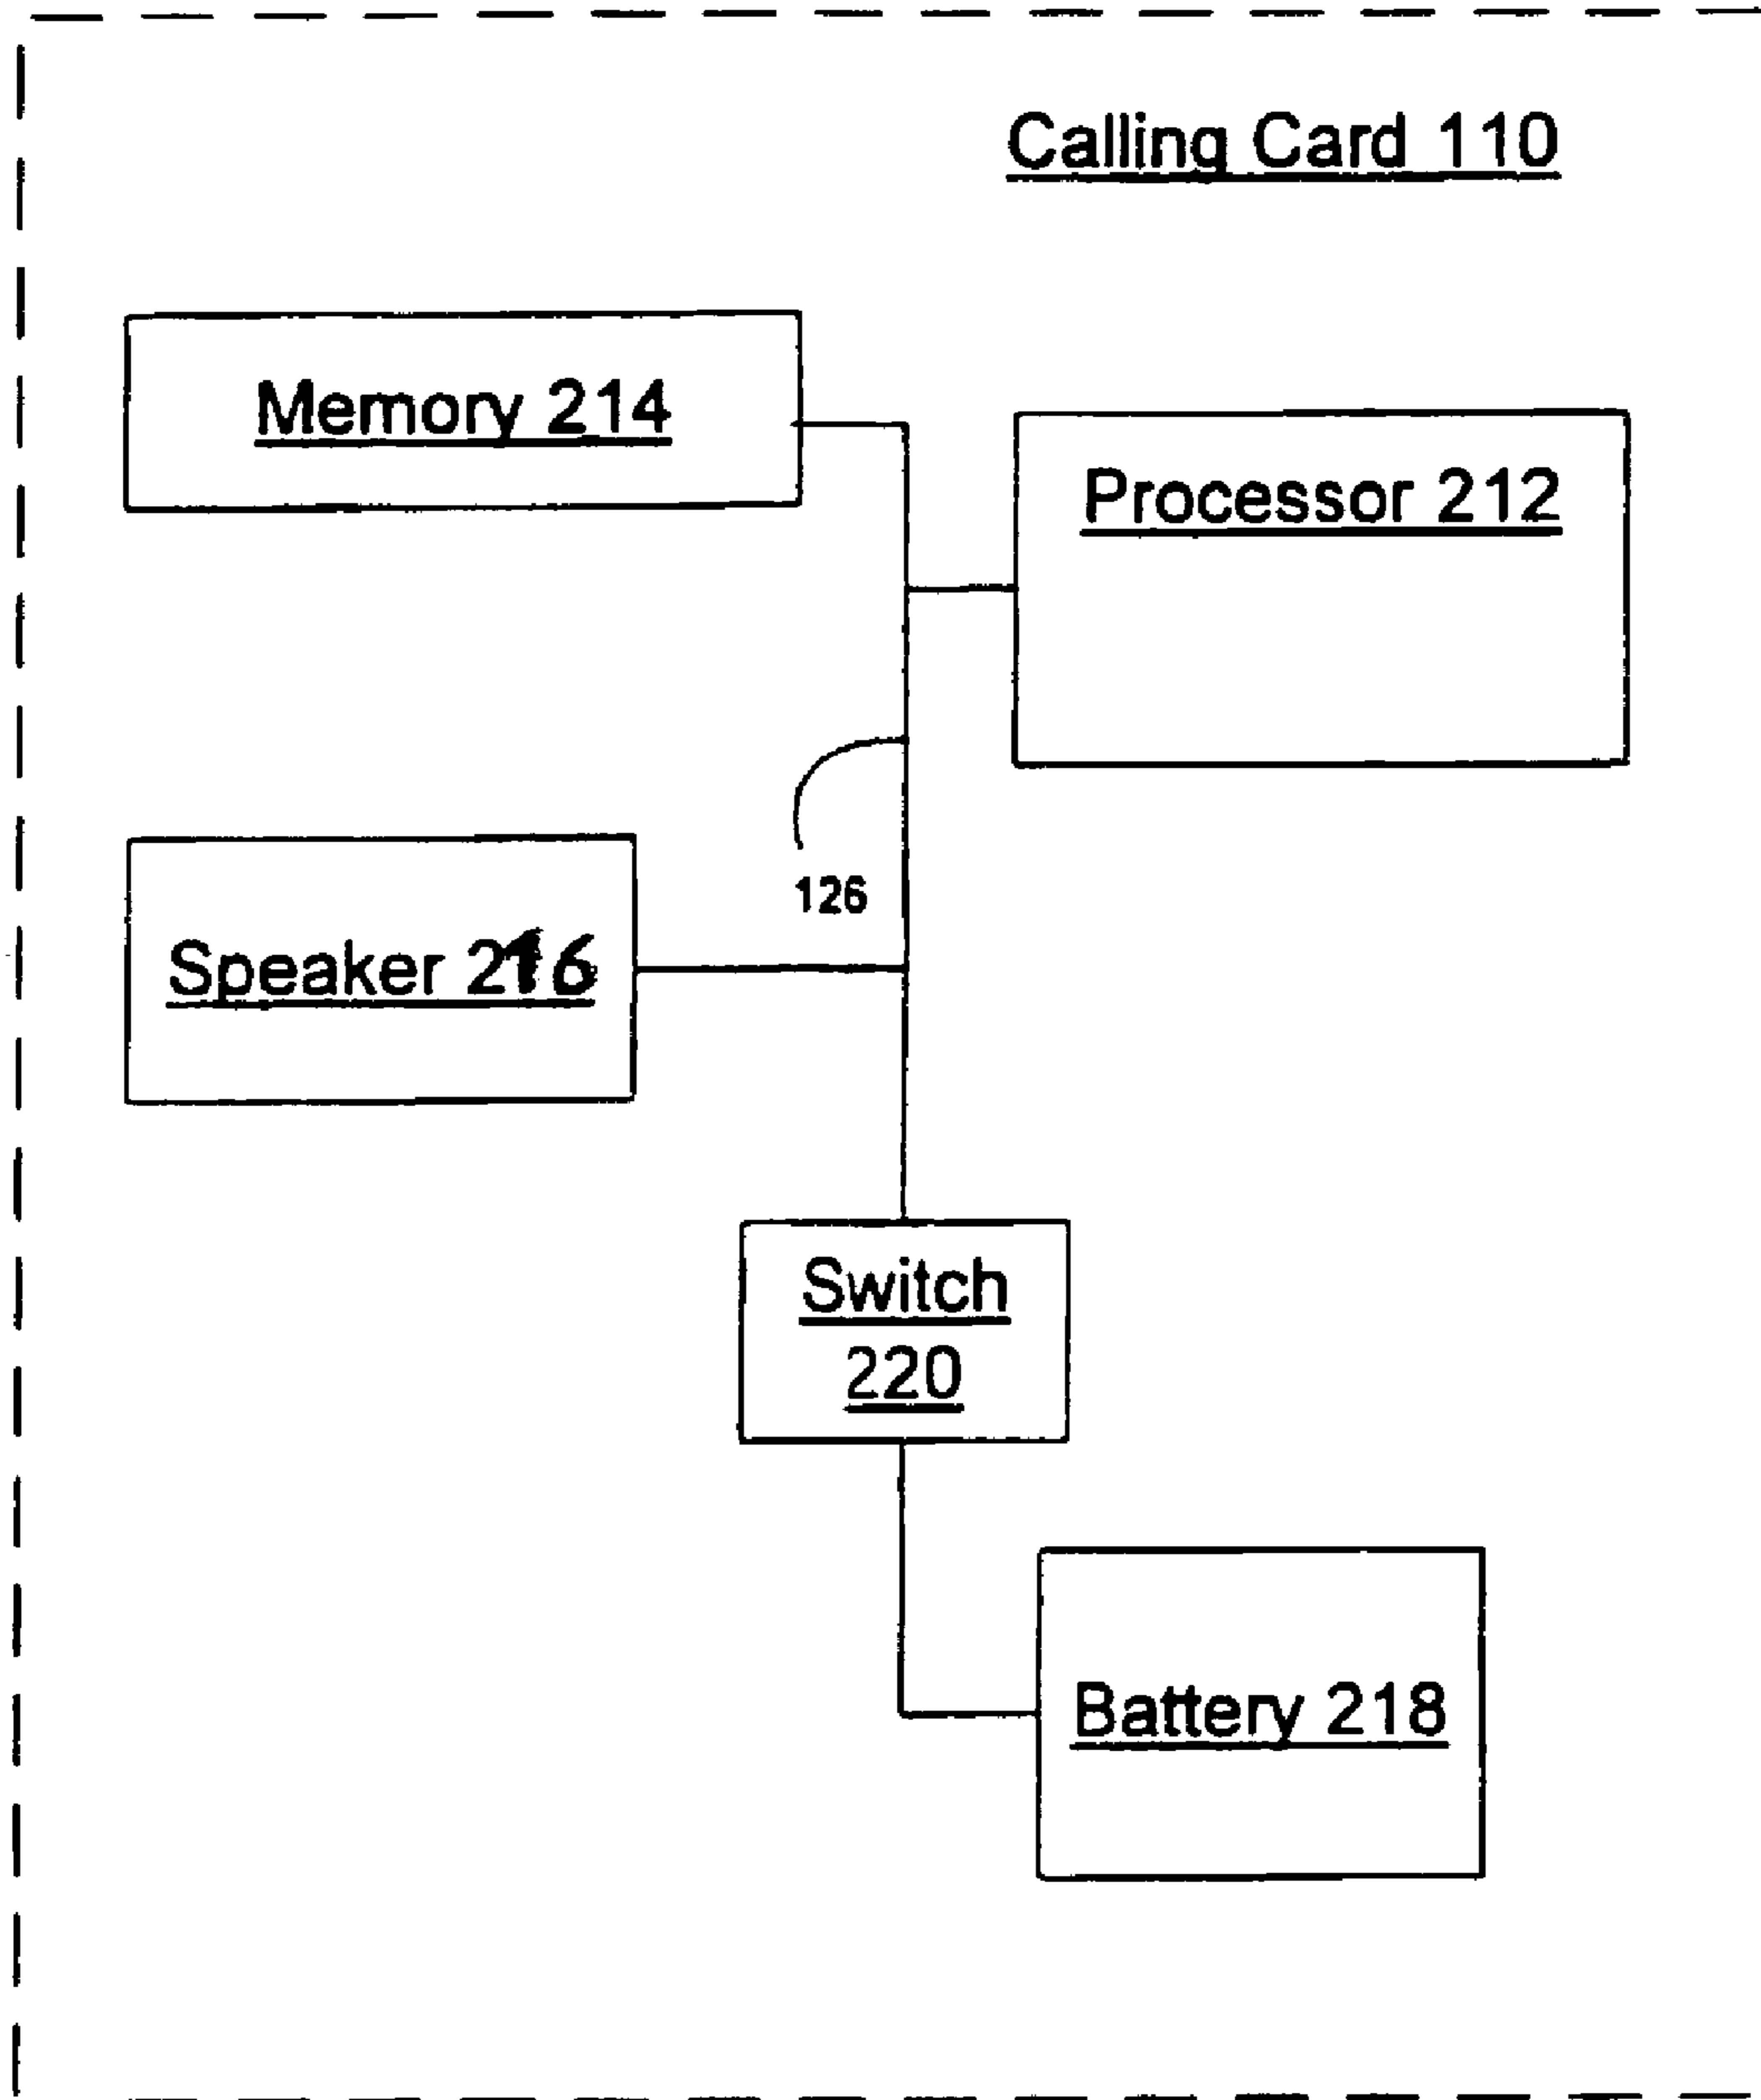 Calling Card 110
Memory 214
Processor 212
126
Speaker 216
Switch
220
Battery 218